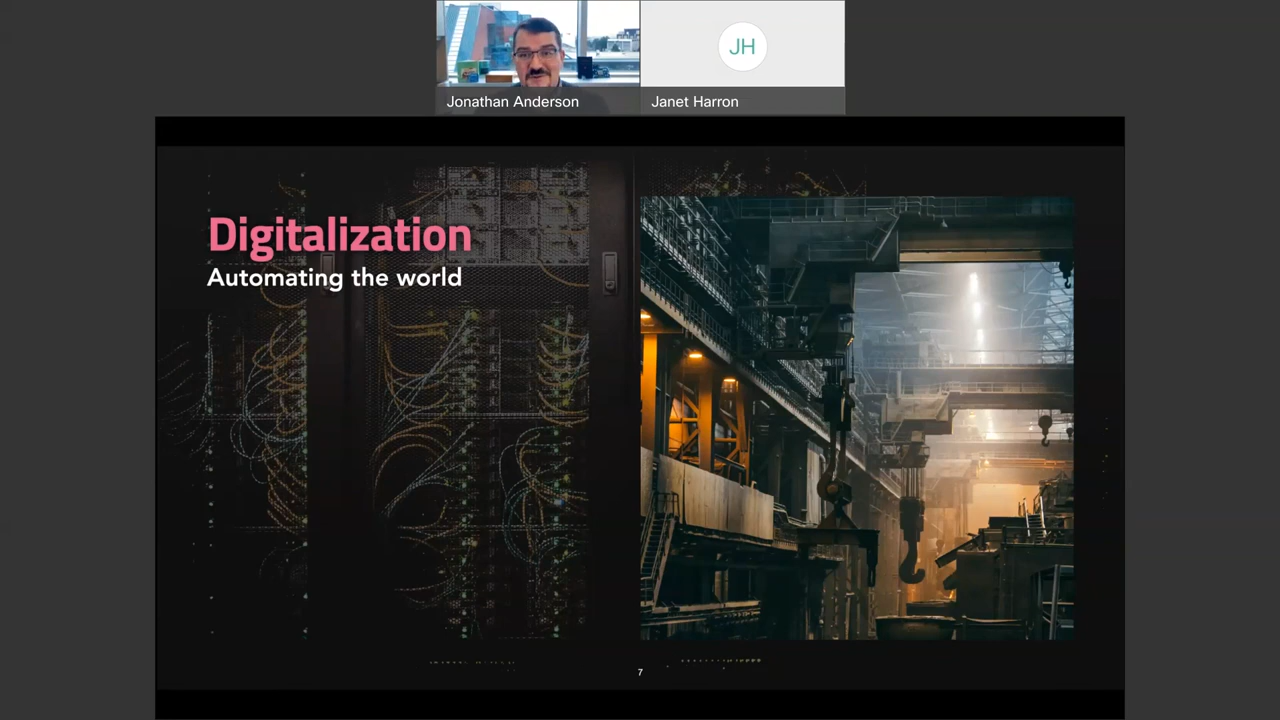 JH
Jonathan Anderson
Janet Harron
Digitalization
Automating the world
7